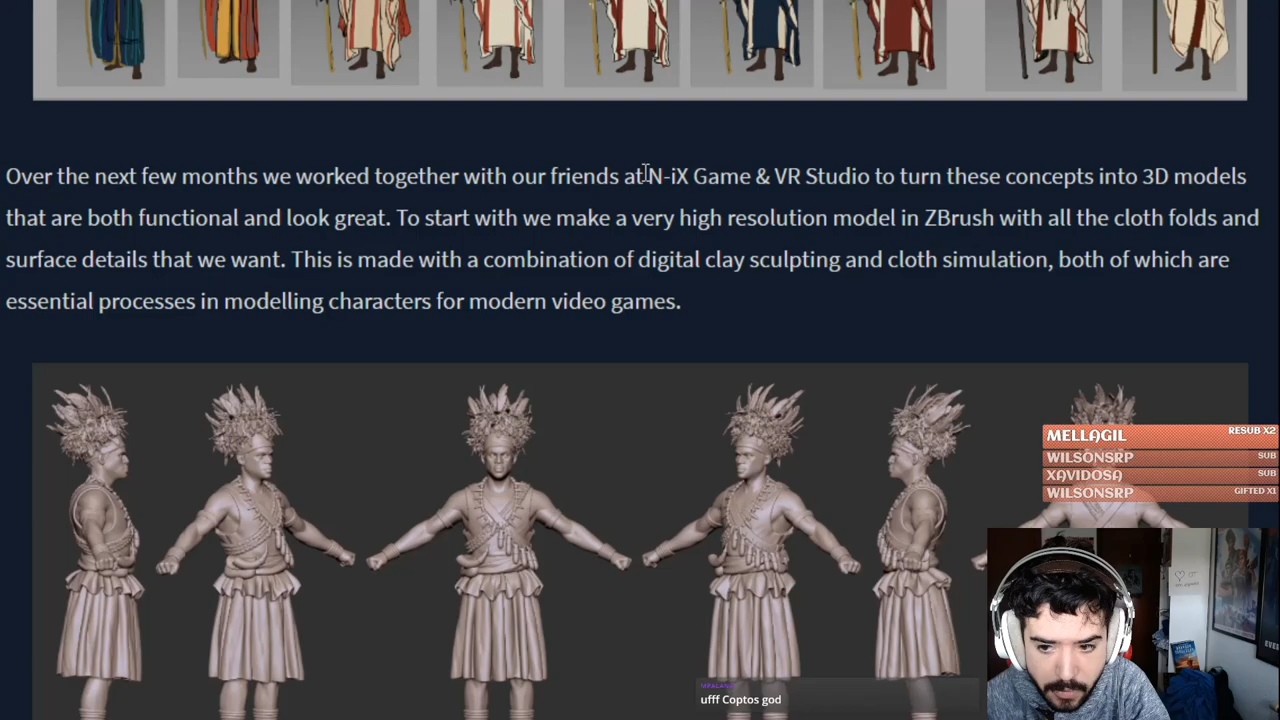 Over the next few months we worked together with our friends at N-iX Game & VR Studio to turn these concepts into 3D models
that are both functional and look great. To start with we make a very high resolution model in ZBrush with all the cloth folds and
surface details that we want. This is made with a combination of digital clay sculpting and cloth simulation, both of which are
essential processes in modelling characters for modern video games.
MELLAGIL RESUB X2
WILSONSRP SUB
XAVIDOSA SUB
WILSONSRP GIFTED X1
ufff Coptos god